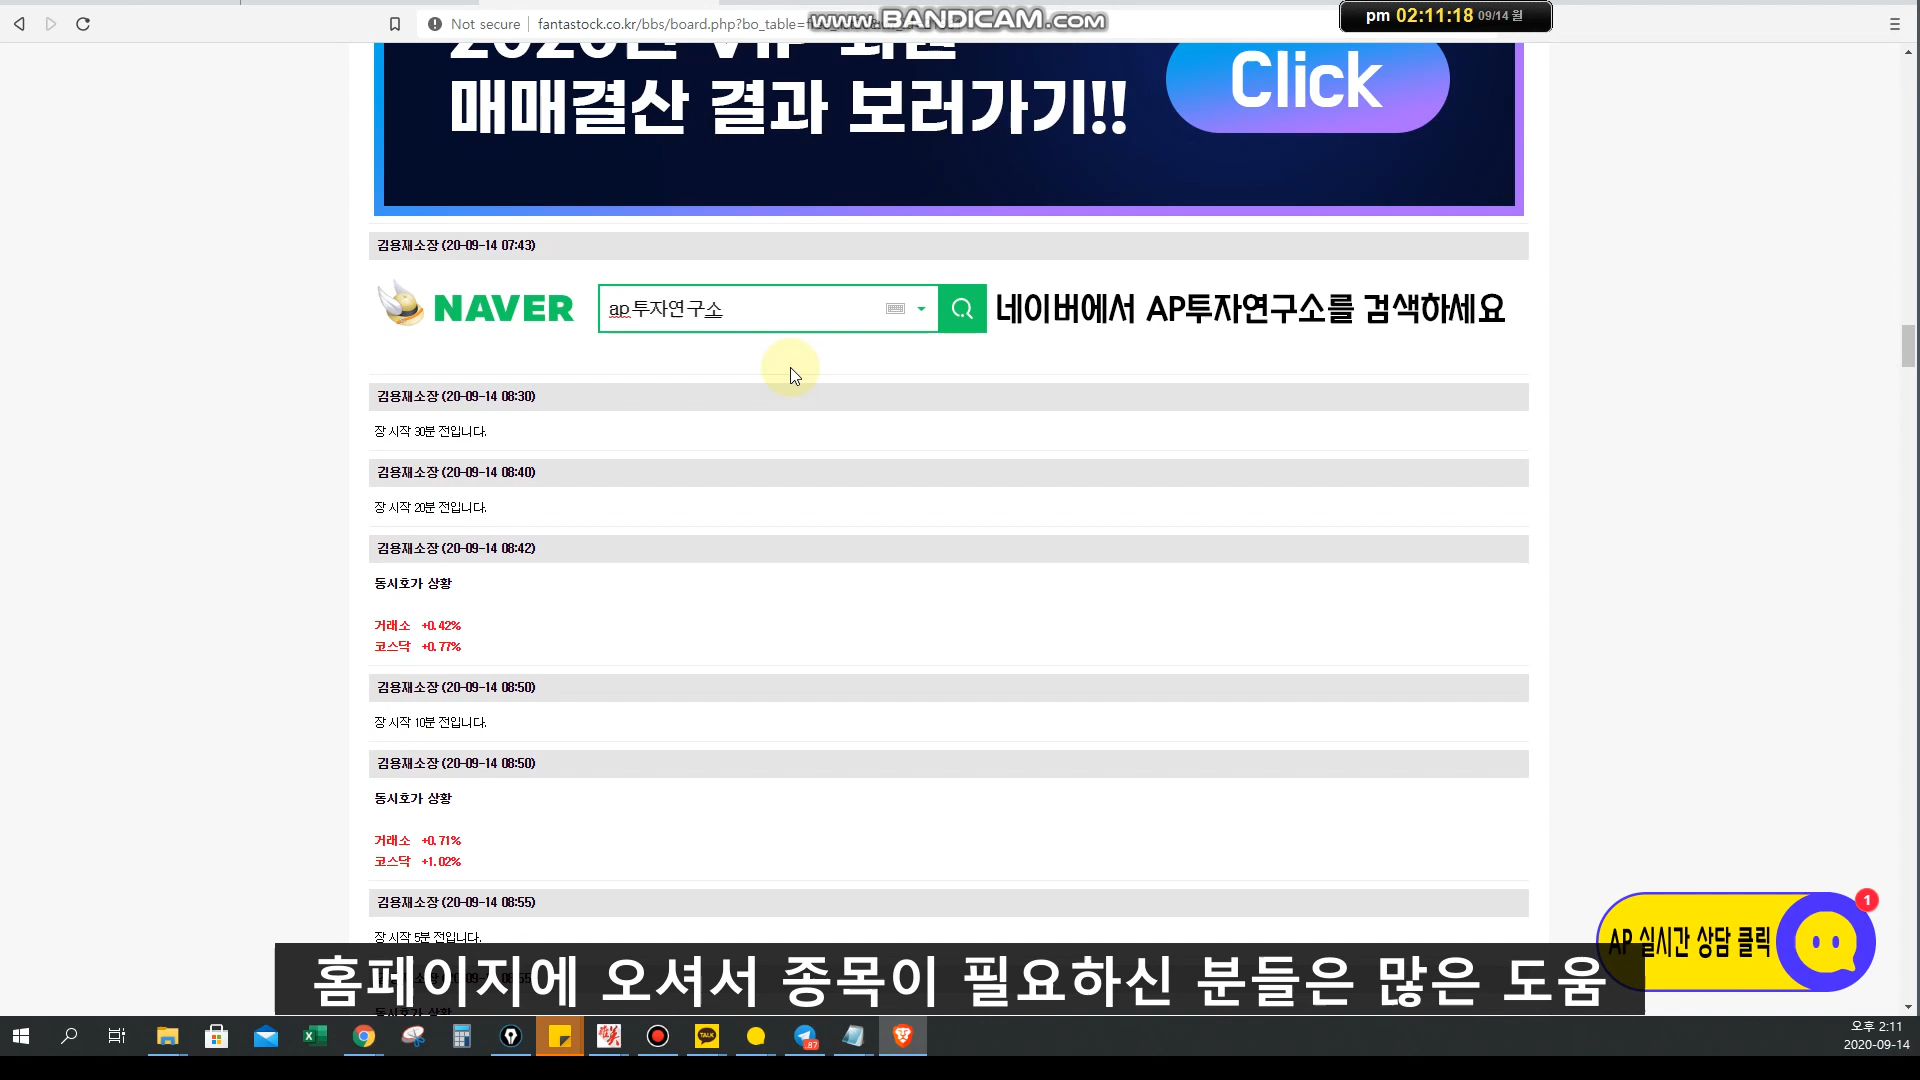 Not secure
fantastock.co.kr/bbs/board.php?bo_table=
www.BANDICAM.com
pm 02:11:18 09/14 월
2020년 VIP 회원
매매결산 결과 보러가기!!
Click
김용재소장 (20-09-14 07:43)
NAVER
ap투자연구소
네이버에서 AP투자연구소를 검색하세요
김용재소장 (20-09-14 08:30)
장 시작 30분 전입니다.
김용재소장 (20-09-14 08:40)
장 시작 20분 전입니다.
김용재소장 (20-09-14 08:42)
동시호가 상황
거래소 +0.42%
코스닥 +0.77%
김용재소장 (20-09-14 08:50)
장 시작 10분 전입니다.
김용재소장 (20-09-14 08:50)
동시호가 상황
거래소 +0.71%
코스닥 +1.02%
김용재소장 (20-09-14 08:55)
장 시작 5분 전입니다.
AP 실시간 상담 클릭
1
홈페이지에 오셔서 종목이 필요하신 분들은 많은 도움
TALK
87
오후 2:11
2020-09-14